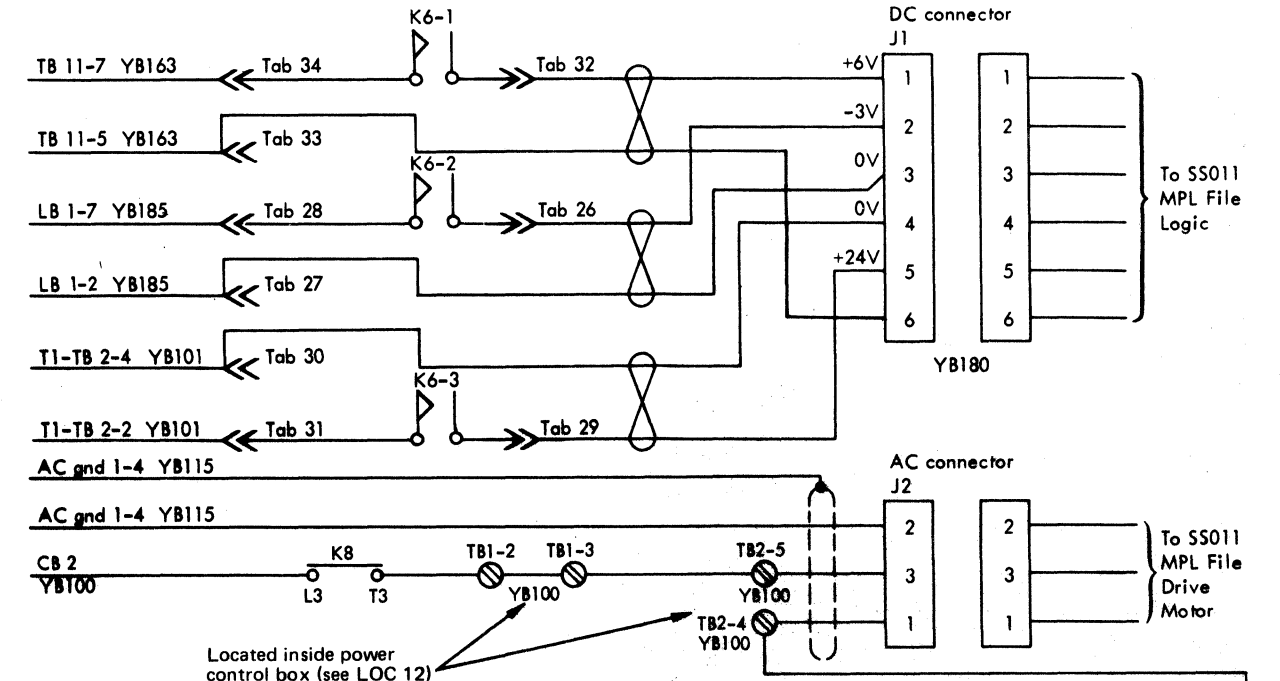 DC connector
J1
K6-1
TB 11-7 YB163
Tab 34
Tab 32
+6V
1
1
-3V
2
2
TB 11-5 YB163
Tab 33
K6-2
0V
3
3
To SS011
MPL File
Logic
LB 1-7 YB185
Tab 28
Tab 26
0V
4
4
+24V
5
5
LB 1-2 YB185
Tab 27
6
6
YB180
T1-TB 2-4 YB101
Tab 30
K6-3
T1-TB 2-2 YB101
Tab 31
Tab 29
AC gnd 1-4 YB115
AC connector
J2
AC gnd 1-4 YB115
2
2
CB 2
YB100
K8
L3
T3
TB1-2
TB1-3
YB100
TB2-5
YB100
3
3
To SS011
MPL File
Drive
Motor
TB2-4
YB100
1
1
Located inside power
control box (see LOC 12)